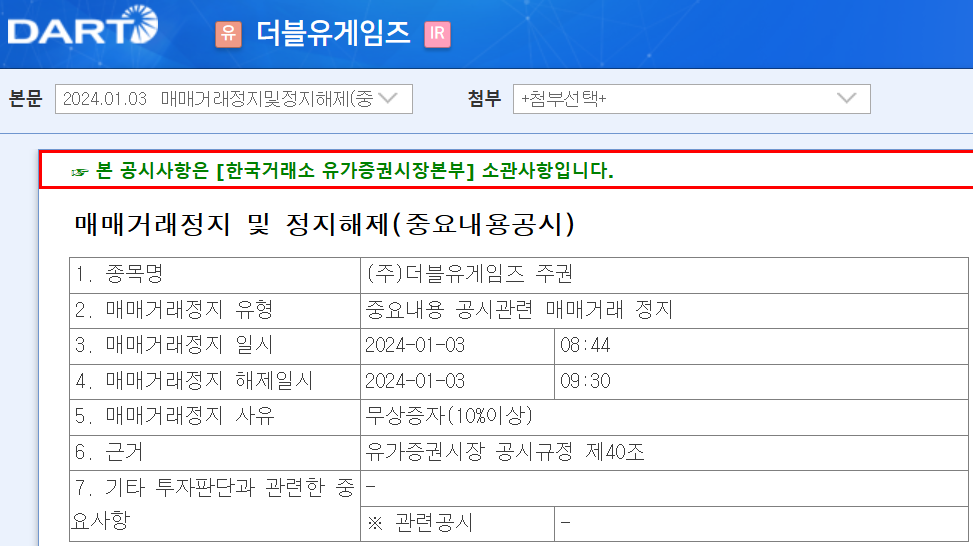 DART 유 더블유게임즈 IR
본문 2024.01.03 매매거래정지및정지해제(중 첨부 +첨부선택+
☞ 본 공시사항은 [한국거래소 유가증권시장본부] 소관사항입니다.
매매거래정지 및 정지해제(중요내용공시)
1. 종목명 (주)더블유게임즈 주권
2. 매매거래정지 유형 중요내용 공시관련 매매거래 정지
3. 매매거래정지 일시 2024-01-03 08:44
4. 매매거래정지 해제일시 2024-01-03 09:30
5. 매매거래정지 사유 무상증자(10%이상)
6. 근거 유가증권시장 공시규정 제40조
7. 기타 투자판단과 관련한 중 -
요사항 ※ 관련공시 -